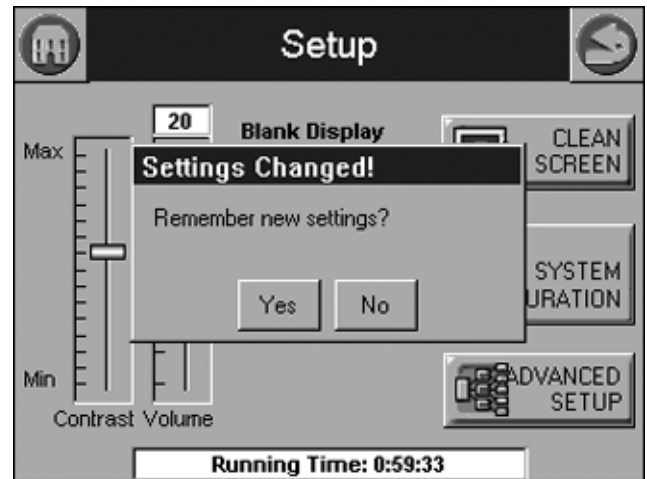 Setup
20
Blank Display
Max
CLEAN
SCREEN
Settings Changed!
Remember new settings?
Yes No
SYSTEM
URATION
Min
ADVANCED
SETUP
Contrast Volume
Running Time: 0:59:33